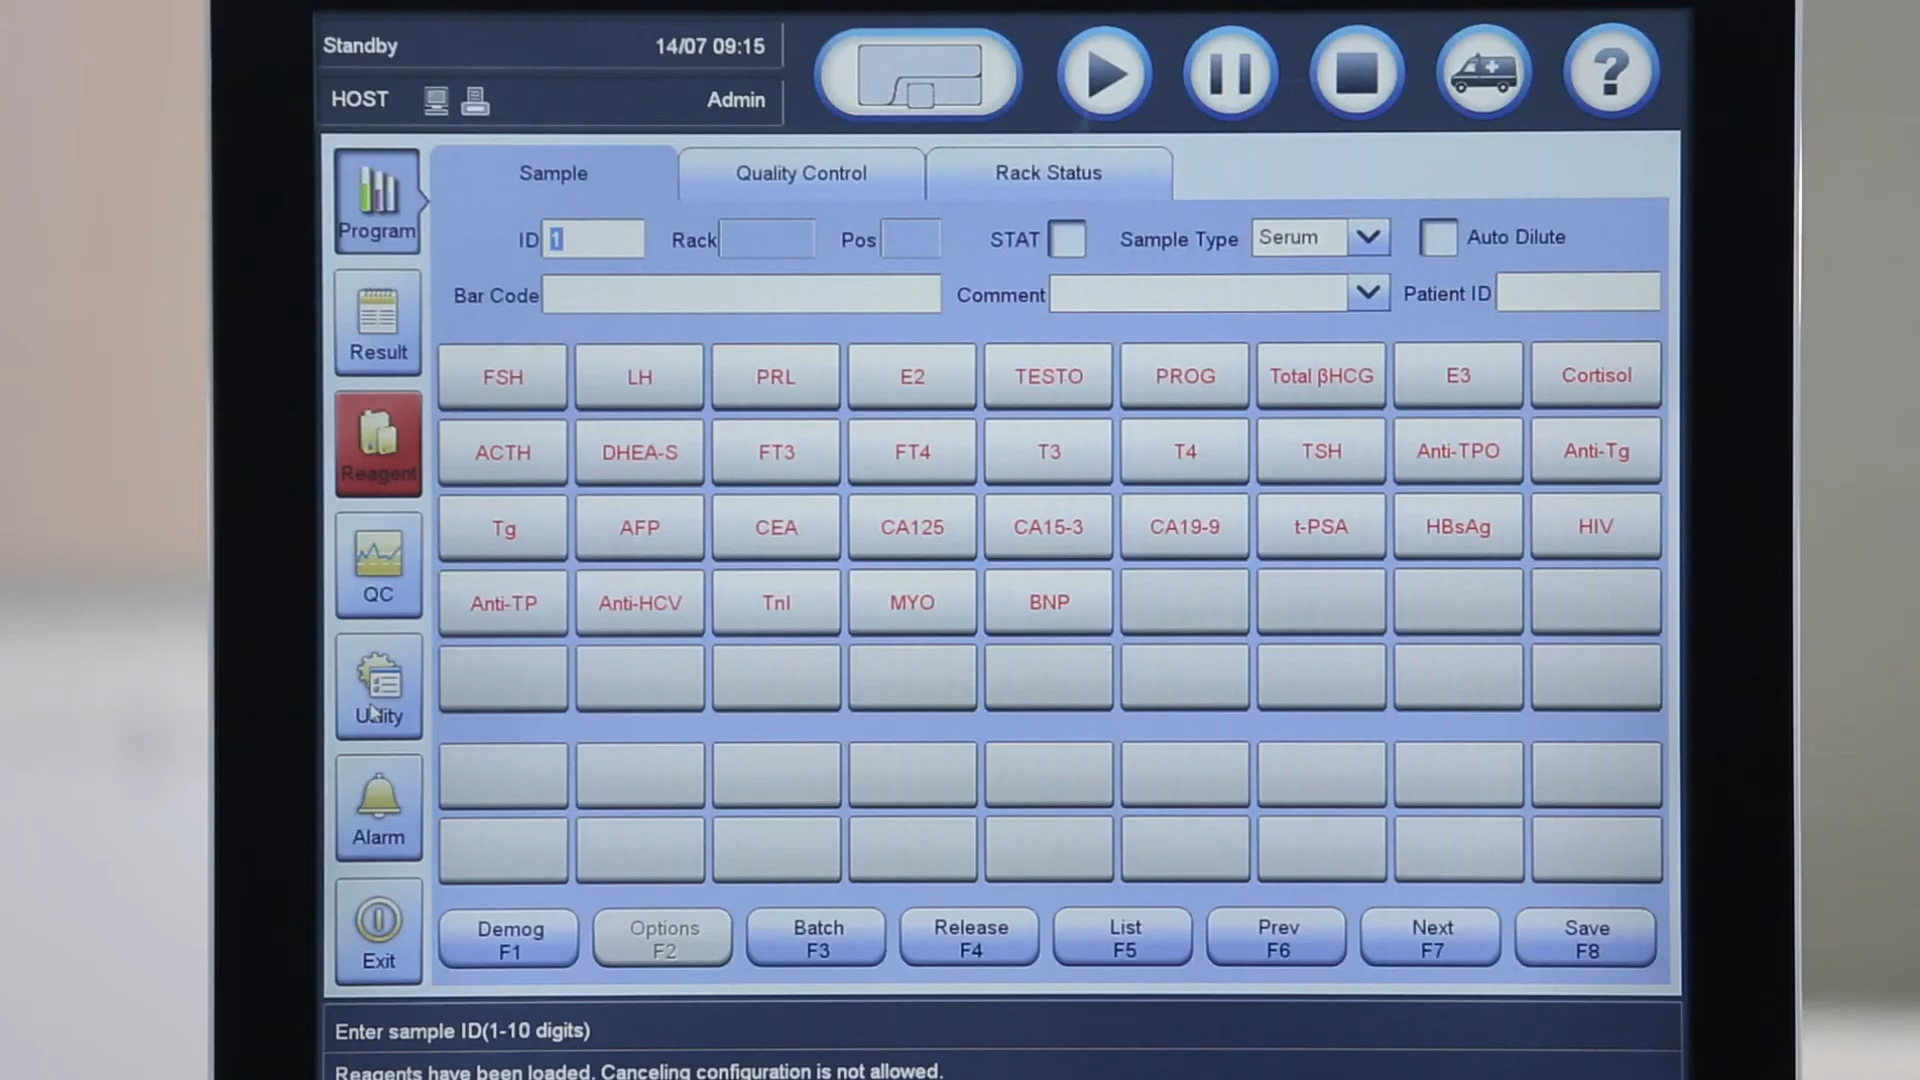 Standby 14/07 09:15
HOST Admin
Program
Result
Reagent
QC
Utility
Alarm
Exit
Sample Quality Control Rack Status
ID 1 Rack Pos STAT Sample Type Serum Auto Dilute
Bar Code Comment Patient ID
FSH LH PRL E2 TESTO PROG Total βHCG E3 Cortisol
ACTH DHEA-S FT3 FT4 T3 T4 TSH Anti-TPO Anti-Tg
Tg AFP CEA CA125 CA15-3 CA19-9 t-PSA HBsAg HIV
Anti-TP Anti-HCV TnI MYO BNP
Demog Options Batch Release List Prev Next Save
F1 F2 F3 F4 F5 F6 F7 F8
Enter sample ID(1-10 digits)
Reagents have been loaded. Canceling configuration is not allowed.